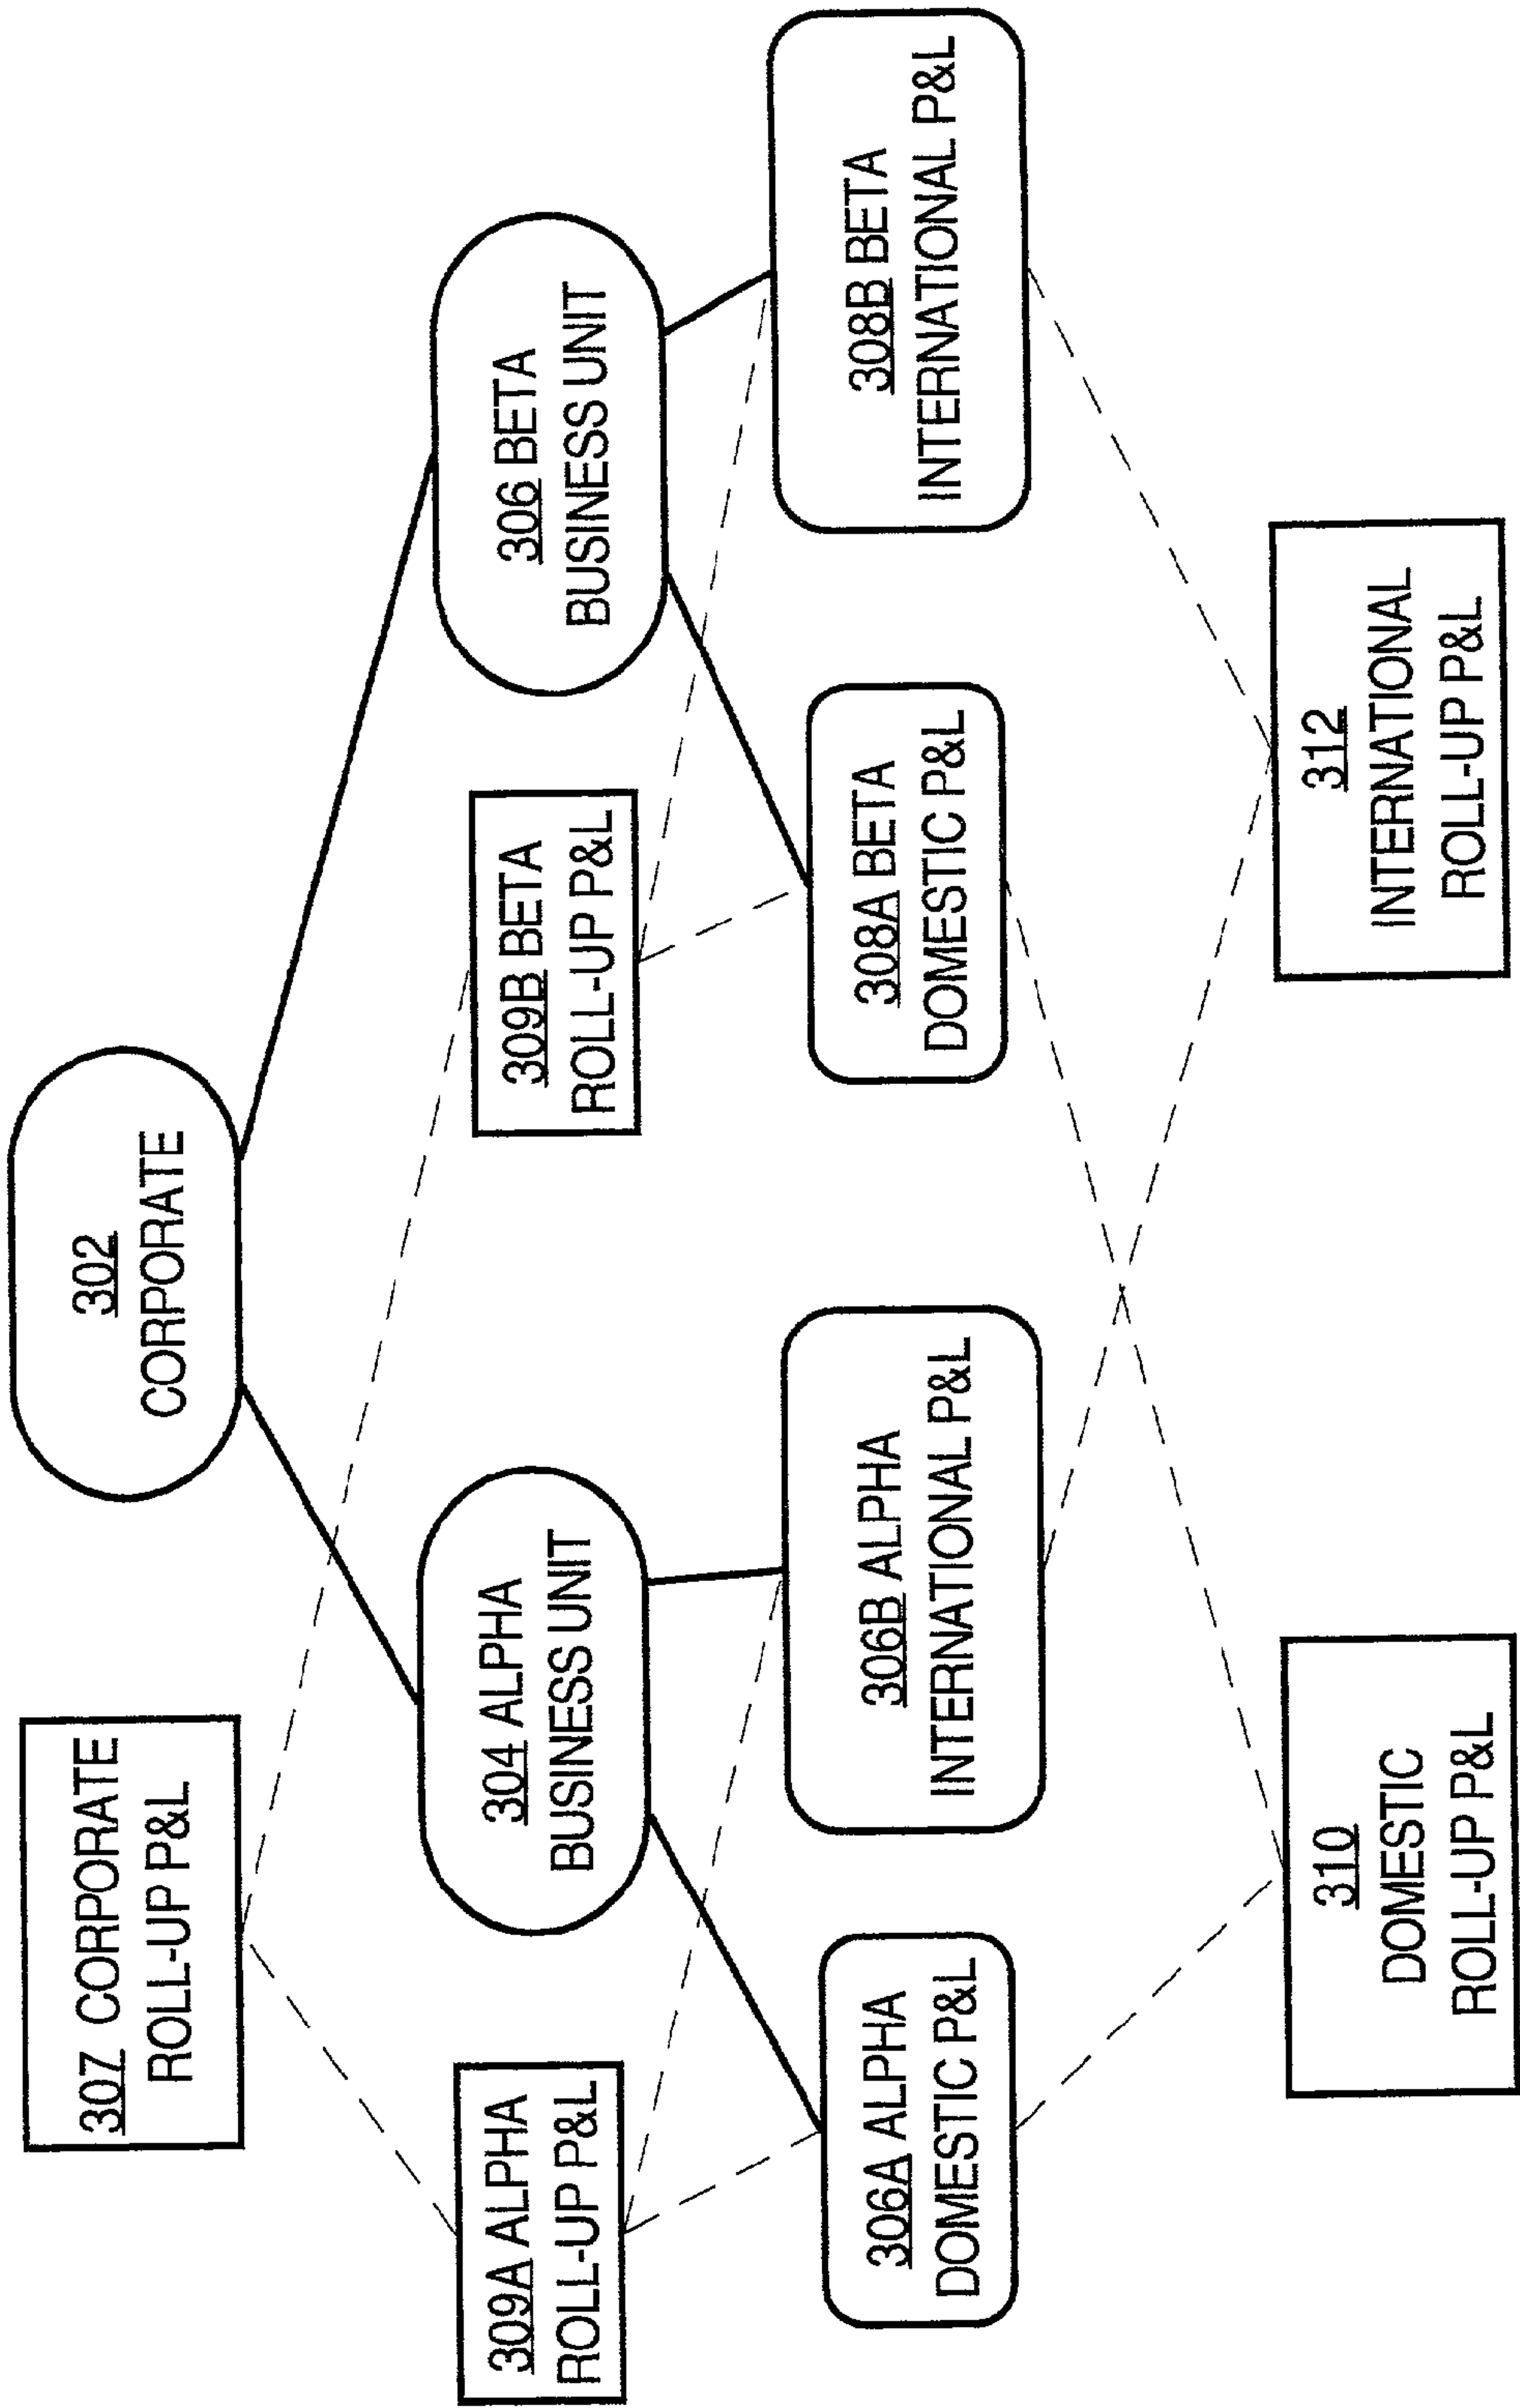 302
CORPORATE
307 CORPORATE
ROLL-UP P&L
304 ALPHA
BUSINESS UNIT
306 BETA
BUSINESS UNIT
309A ALPHA
ROLL-UP P&L
309B BETA
ROLL-UP P&L
306A ALPHA
DOMESTIC P&L
306B ALPHA
INTERNATIONAL P&L
308A BETA
DOMESTIC P&L
308B BETA
INTERNATIONAL P&L
310
DOMESTIC
ROLL-UP P&L
312
INTERNATIONAL
ROLL-UP P&L